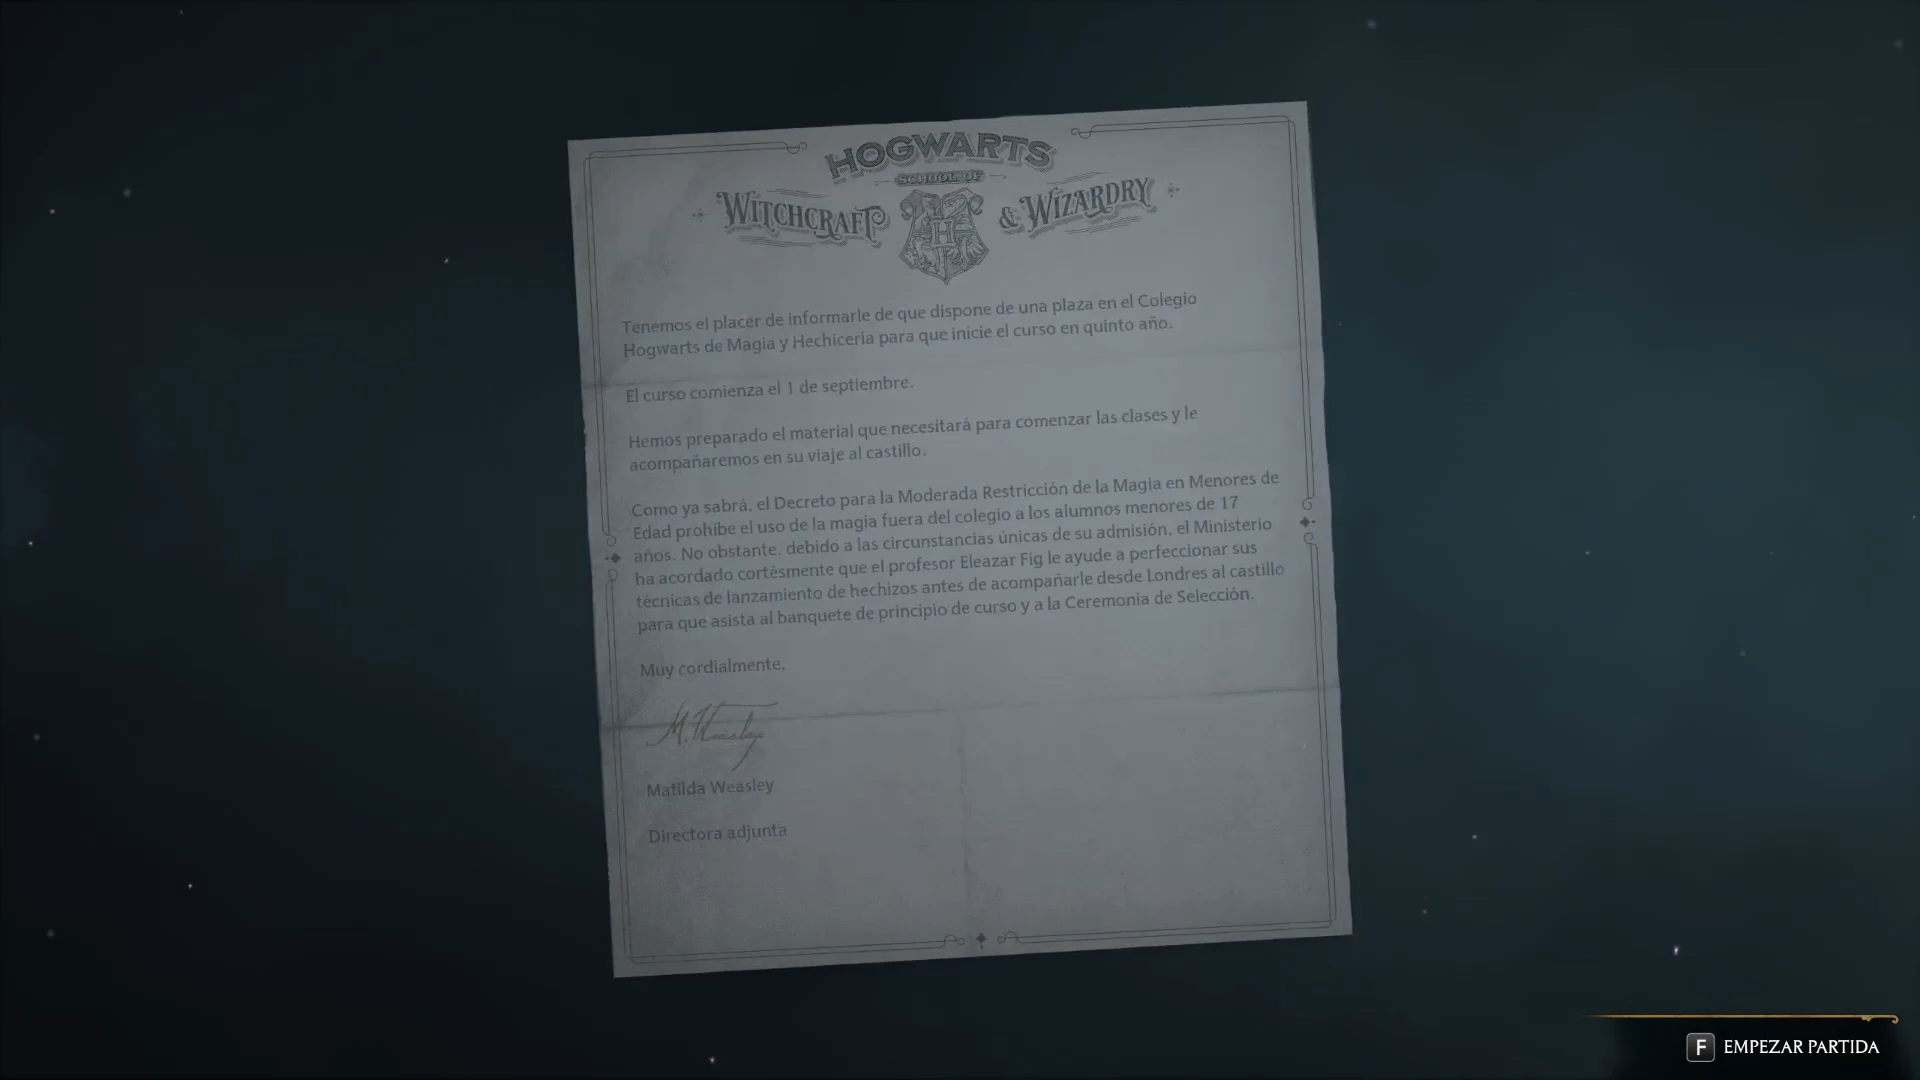 HOGWARTS
SCHOOL OF
WITCHCRAFT & WIZARDRY
H
Tenemos el placer de informarle de que dispone de una plaza en el Colegio
Hogwarts de Magia y Hechicería para que inicie el curso en quinto año.
El curso comienza el 1 de septiembre.
Hemos preparado el material que necesitará para comenzar las clases y le
acompañaremos en su viaje al castillo.
Como ya sabrá, el Decreto para la Moderada Restricción de la Magia en Menores de
Edad prohíbe el uso de la magia fuera del colegio a los alumnos menores de 17
años. No obstante, debido a las circunstancias únicas de su admisión, el Ministerio
ha acordado cortésmente que el profesor Eleazar Fig le ayude a perfeccionar sus
técnicas de lanzamiento de hechizos antes de acompañarle desde Londres al castillo
para que asista al banquete de principio de curso y a la Ceremonia de Selección.
Muy cordialmente,
M. Weasley
Matilda Weasley
Directora adjunta
F EMPEZAR PARTIDA